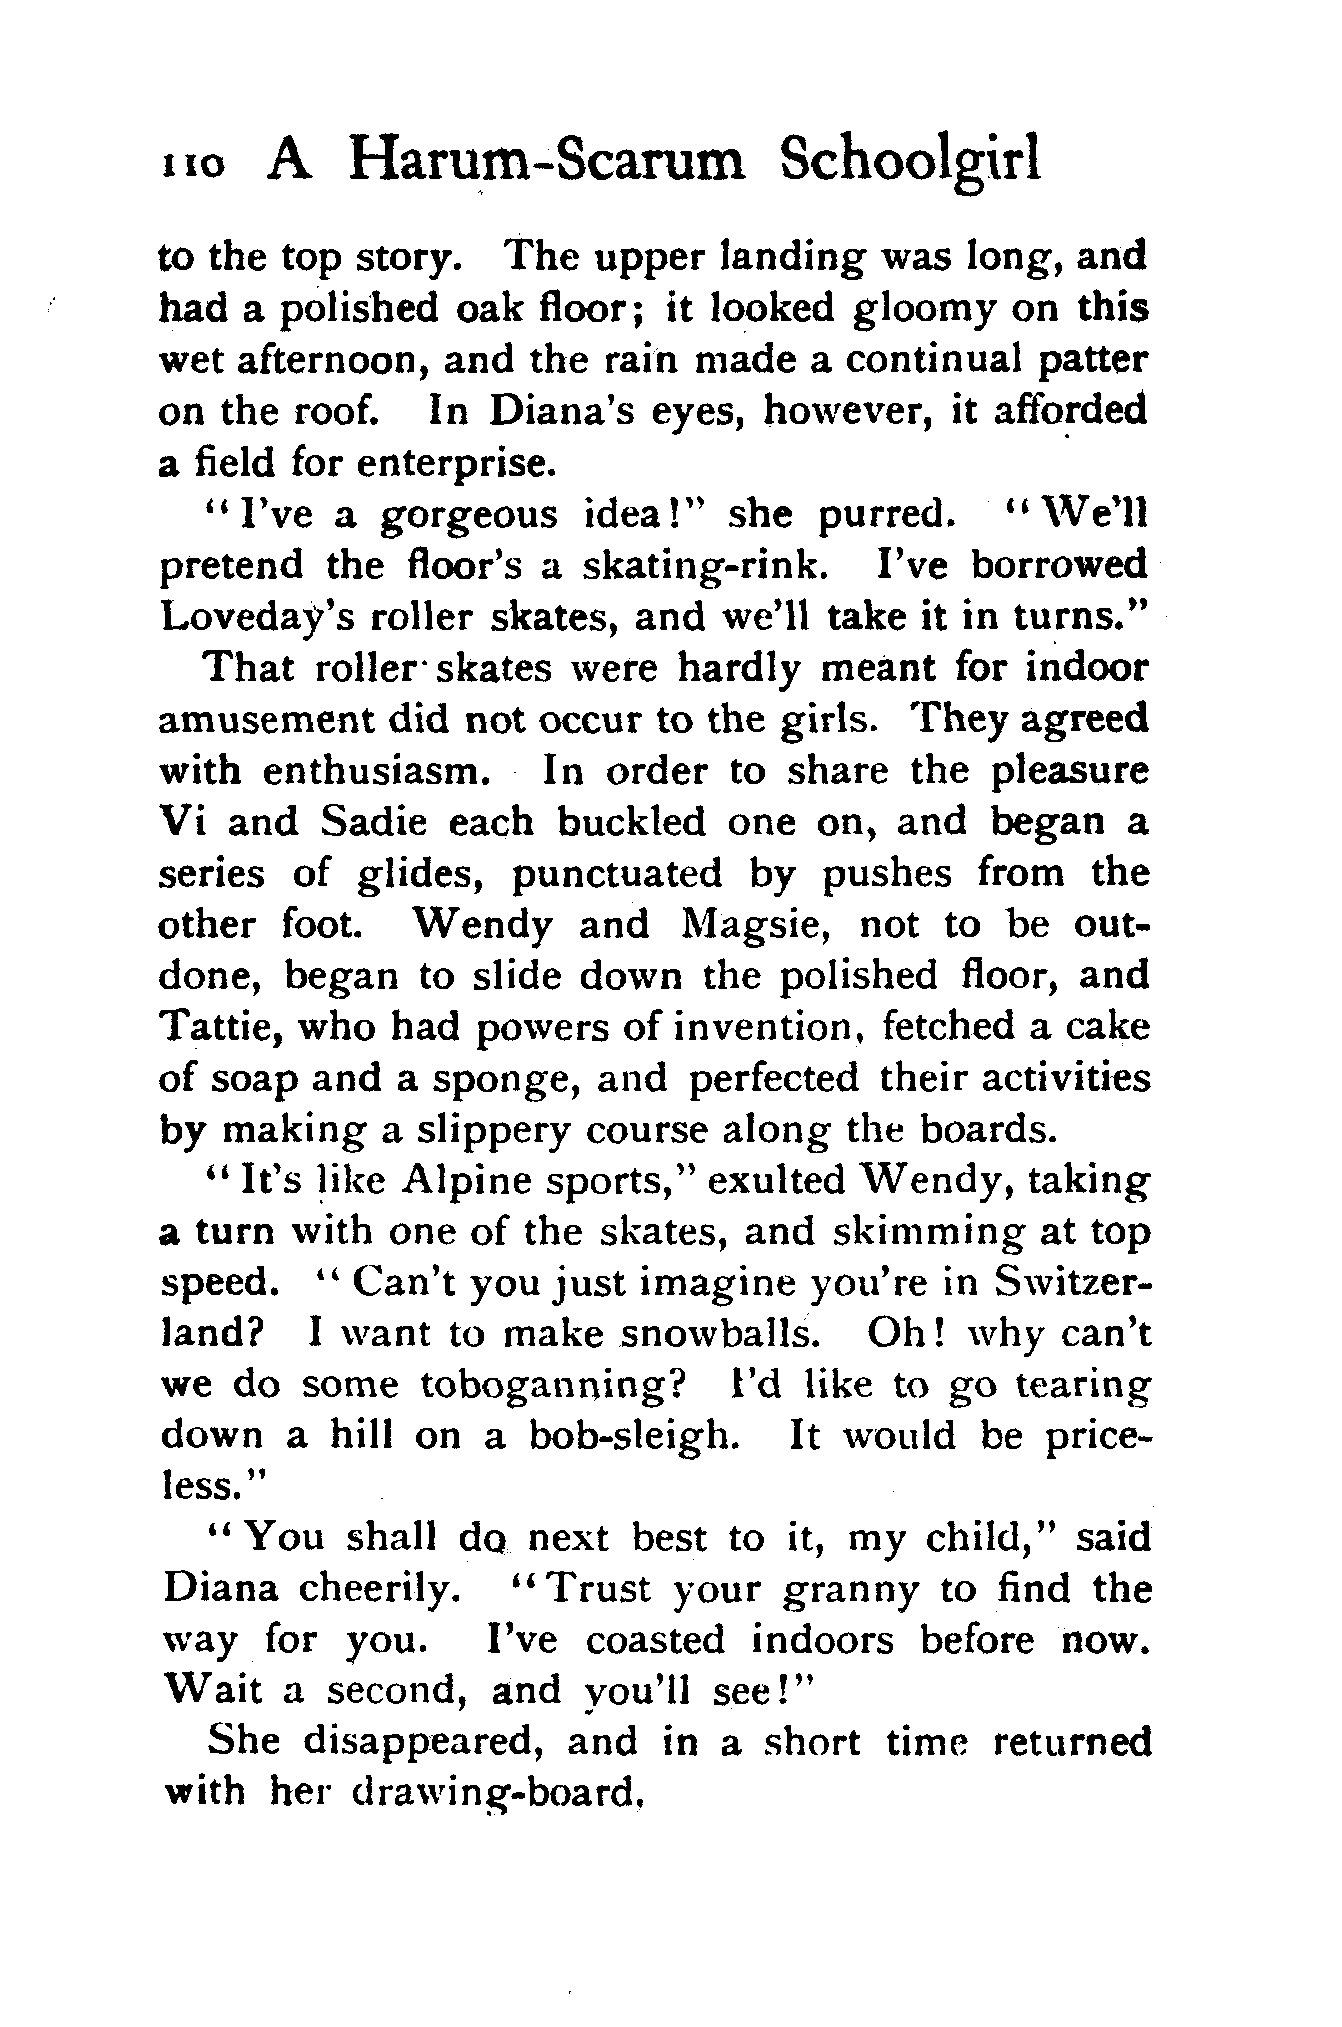 110 A Harum-Scarum Schoolgirl
to the top story. The upper landing was long, and
had a polished oak floor; it looked gloomy on this
wet afternoon, and the rain made a continual patter
on the roof. In Diana's eyes, however, it afforded
a field for enterprise.
"I've a gorgeous idea!" she purred. "We'll
pretend the floor's a skating-rink. I've borrowed
Loveday's roller skates, and we'll take it in turns."
That roller skates were hardly meant for indoor
amusement did not occur to the girls. They agreed
with enthusiasm. In order to share the pleasure
Vi and Sadie each buckled one on, and began a
series of glides, punctuated by pushes from the
other foot. Wendy and Magsie, not to be out-
done, began to slide down the polished floor, and
Tattie, who had powers of invention, fetched a cake
of soap and a sponge, and perfected their activities
by making a slippery course along the boards.
"It's like Alpine sports," exulted Wendy, taking
a turn with one of the skates, and skimming at top
speed. "Can't you just imagine you're in Switzer-
land? I want to make snowballs. Oh! why can't
we do some toboganning? I'd like to go tearing
down a hill on a bob-sleigh. It would be price-
less."
"You shall do next best to it, my child," said
Diana cheerily. "Trust your granny to find the
way for you. I've coasted indoors before now.
Wait a second, and you'll see!"
She disappeared, and in a short time returned
with her drawing-board.